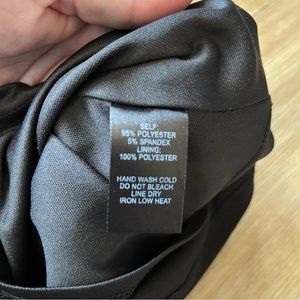 SELF:
95% POLYESTER
5% SPANDEX
LINING:
100% POLYESTER
HAND WASH COLD
DO NOT BLEACH
LINE DRY
IRON LOW HEAT